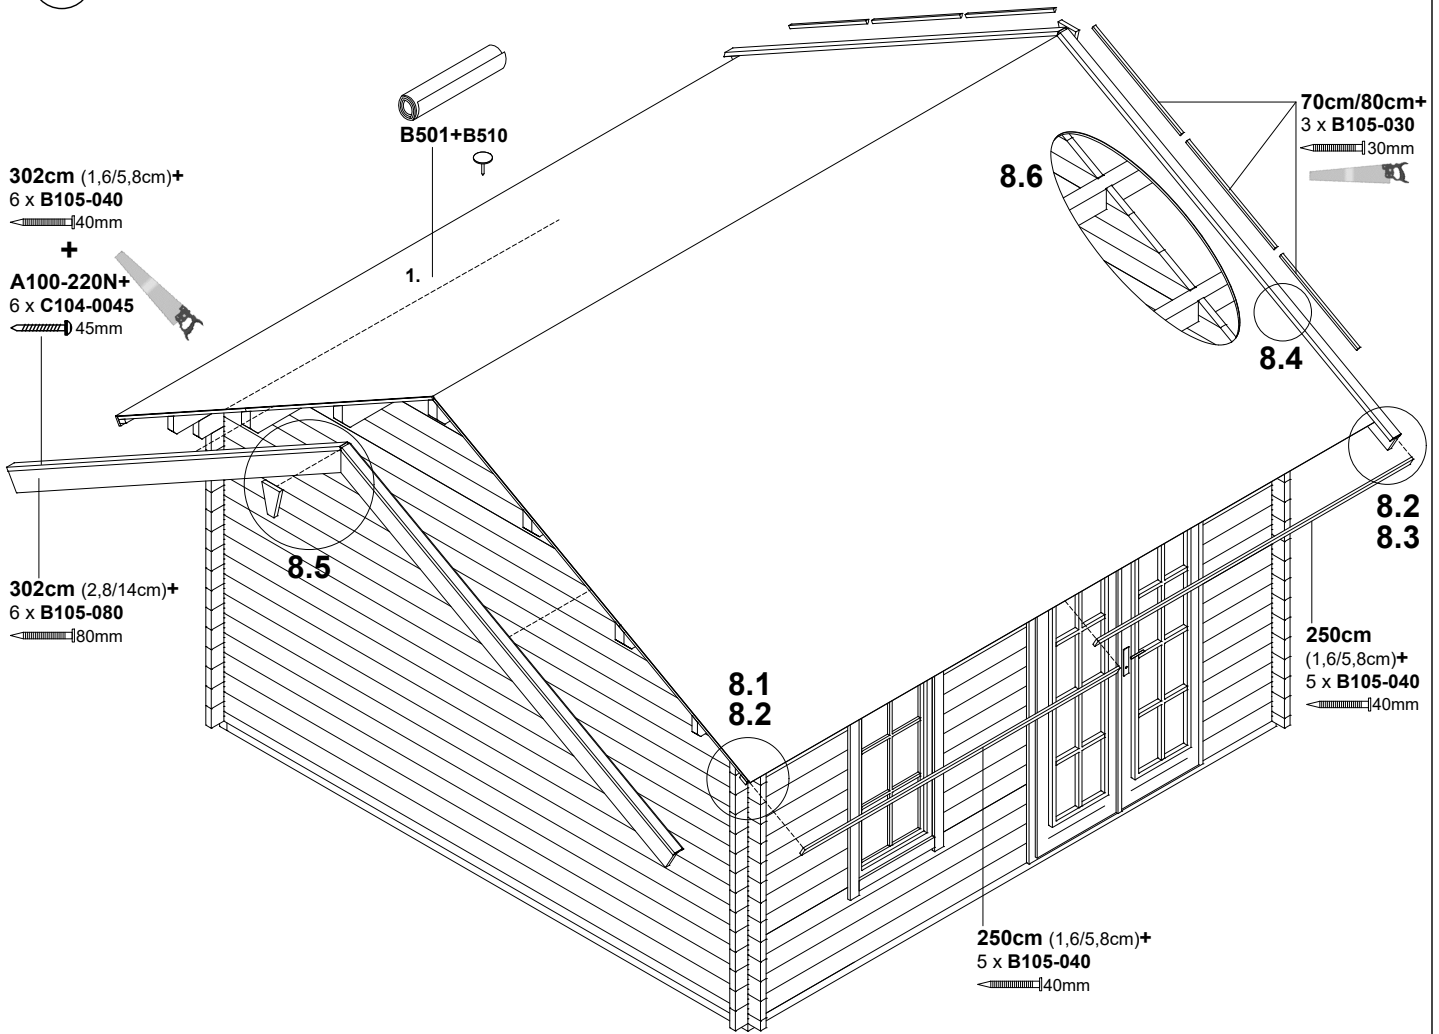 B501+B510
1.
302cm (1,6/5,8cm)+
6 x B105-040
40mm
+
A100-220N+
6 x C104-0045
45mm
302cm (2,8/14cm)+
6 x B105-080
80mm
8.5
8.6
70cm/80cm+
3 x B105-030
30mm
8.4
8.2
8.3
8.1
8.2
250cm
(1,6/5,8cm)+
5 x B105-040
40mm
250cm (1,6/5,8cm)+
5 x B105-040
40mm